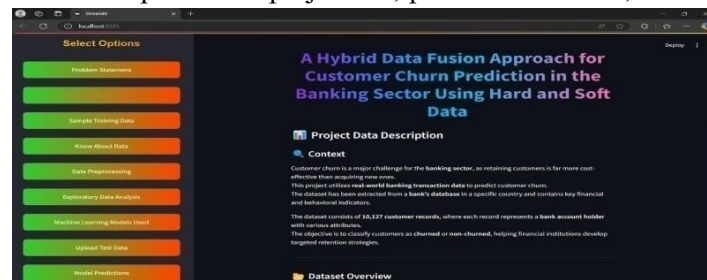 Streamlit
localhost:8501
Deploy
Select Options
Problem Statement
Sample Training Data
Know About Data
Data Preprocessing
Exploratory Data Analysis
Machine Learning Models Used
Upload Test Data
Model Predictions
A Hybrid Data Fusion Approach for
Customer Churn Prediction in the
Banking Sector Using Hard and Soft
Data
Project Data Description
Context
Customer churn is a major challenge for the banking sector, as retaining customers is far more cost-
effective than acquiring new ones.
This project utilizes real-world banking transaction data to predict customer churn.
The dataset has been extracted from a bank's database in a specific country and contains key financial
and behavioral indicators.
The dataset consists of 10,127 customer records, where each record represents a bank account holder
with various attributes.
The objective is to classify customers as churned or non-churned, helping financial institutions develop
targeted retention strategies.
Dataset Overview